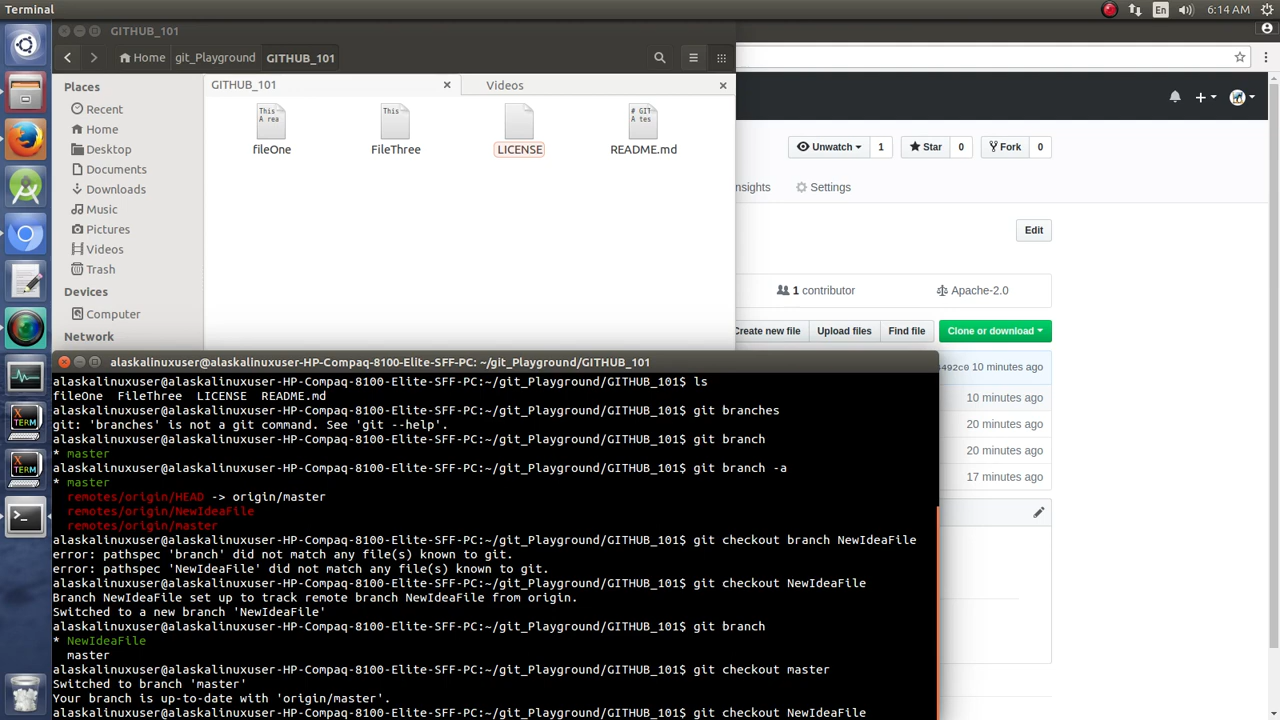 Terminal
En
6:14 AM
GITHUB_101
Home
git_Playground
GITHUB_101
GITHUB_101
Videos
Places
Recent
Home
Desktop
Documents
Downloads
Music
Pictures
Videos
Trash
Devices
Computer
Network
This
A rea
fileOne
This
FileThree
LICENSE
# GIT
A tes
README.md
Unwatch
1
Star
0
Fork
0
nsights
Settings
Edit
1 contributor
Apache-2.0
Create new file
Upload files
Find file
Clone or download
4492c0 10 minutes ago
10 minutes ago
20 minutes ago
20 minutes ago
17 minutes ago
XTERM
XTERM
alaskalinuxuser@alaskalinuxuser-HP-Compaq-8100-Elite-SFF-PC: ~/git_Playground/GITHUB_101
alaskalinuxuser@alaskalinuxuser-HP-Compaq-8100-Elite-SFF-PC:~/git_Playground/GITHUB_101$ ls
fileOne  FileThree  LICENSE  README.md
alaskalinuxuser@alaskalinuxuser-HP-Compaq-8100-Elite-SFF-PC:~/git_Playground/GITHUB_101$ git branches
git: 'branches' is not a git command. See 'git --help'.
alaskalinuxuser@alaskalinuxuser-HP-Compaq-8100-Elite-SFF-PC:~/git_Playground/GITHUB_101$ git branch
* master
alaskalinuxuser@alaskalinuxuser-HP-Compaq-8100-Elite-SFF-PC:~/git_Playground/GITHUB_101$ git branch -a
* master
  remotes/origin/HEAD -> origin/master
  remotes/origin/NewIdeaFile
  remotes/origin/master
alaskalinuxuser@alaskalinuxuser-HP-Compaq-8100-Elite-SFF-PC:~/git_Playground/GITHUB_101$ git checkout branch NewIdeaFile
error: pathspec 'branch' did not match any file(s) known to git.
error: pathspec 'NewIdeaFile' did not match any file(s) known to git.
alaskalinuxuser@alaskalinuxuser-HP-Compaq-8100-Elite-SFF-PC:~/git_Playground/GITHUB_101$ git checkout NewIdeaFile
Branch NewIdeaFile set up to track remote branch NewIdeaFile from origin.
Switched to a new branch 'NewIdeaFile'
alaskalinuxuser@alaskalinuxuser-HP-Compaq-8100-Elite-SFF-PC:~/git_Playground/GITHUB_101$ git branch
* NewIdeaFile
  master
alaskalinuxuser@alaskalinuxuser-HP-Compaq-8100-Elite-SFF-PC:~/git_Playground/GITHUB_101$ git checkout master
Switched to branch 'master'
Your branch is up-to-date with 'origin/master'.
alaskalinuxuser@alaskalinuxuser-HP-Compaq-8100-Elite-SFF-PC:~/git_Playground/GITHUB_101$ git checkout NewIdeaFile